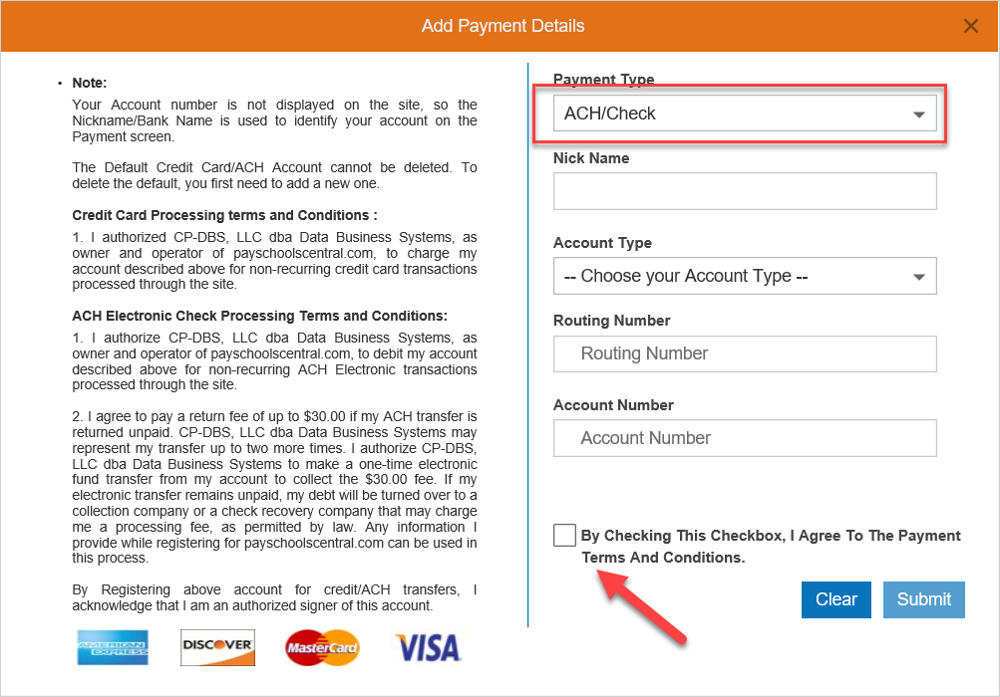 Add Payment Details
Note:
Your Account number is not displayed on the site, so the
Nickname/Bank Name is used to identify your account on the
Payment screen.
The Default Credit Card/ACH Account cannot be deleted. To
delete the default, you first need to add a new one.
Credit Card Processing terms and Conditions :
1. I authorized CP-DBS, LLC dba Data Business Systems, as
owner and operator of payschoolscentral.com, to charge my
account described above for non-recurring credit card transactions
processed through the site.
ACH Electronic Check Processing Terms and Conditions:
1. I authorize CP-DBS, LLC dba Data Business Systems, as
owner and operator of payschoolscentral.com, to debit my account
described above for non-recurring ACH Electronic transactions
processed through the site.
2. I agree to pay a return fee of up to $30.00 if my ACH transfer is
returned unpaid. CP-DBS, LLC dba Data Business Systems may
represent my transfer up to two more times. I authorize CP-DBS,
LLC dba Data Business Systems to make a one-time electronic
fund transfer from my account to collect the $30.00 fee. If my
electronic transfer remains unpaid, my debt will be turned over to a
collection company or a check recovery company that may charge
me a processing fee, as permitted by law. Any information I
provide while registering for payschoolscentral.com can be used in
this process.
By Registering above account for credit/ACH transfers, I
acknowledge that I am an authorized signer of this account.
AMERICAN
EXPRESS
DISCOVER
MasterCard
VISA
Payment Type
ACH/Check
Nick Name
Account Type
-- Choose your Account Type --
Routing Number
Routing Number
Account Number
Account Number
By Checking This Checkbox, I Agree To The Payment
Terms And Conditions.
Clear
Submit